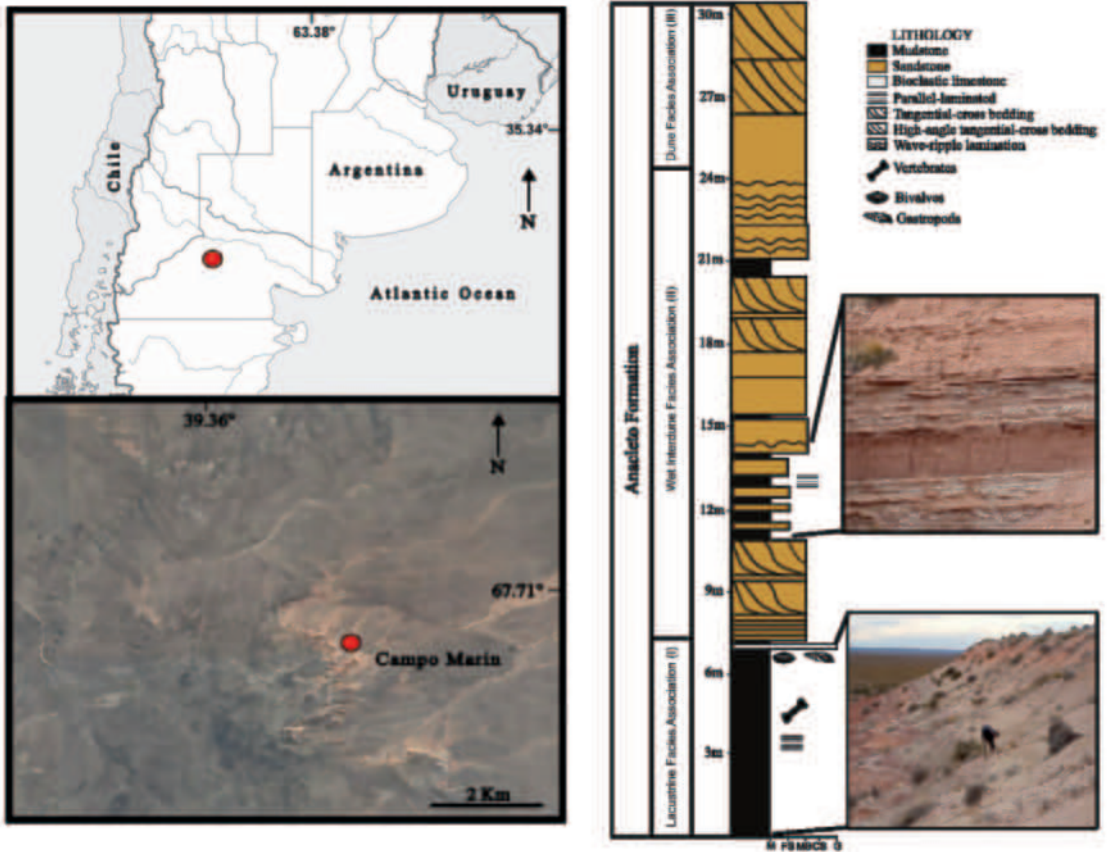 63.38°
Uruguay
35.34°
Chile
Argentina
N
Atlantic Ocean
39.36°
N
67.71°
Campo Marin
2 Km
Anacleto Formation
Dune Facies Association (III)
Wet Interdune Facies Association (II)
Lacustrine Facies Association (I)
30m
27m
24m
21m
18m
15m
12m
9m
6m
3m
M FSMSCS G
LITHOLOGY
Mudstone
Sandstone
Bioclastic limestone
Parallel-laminated
Tangential-cross bedding
High-angle tangential-cross bedding
Wave-ripple lamination
Vertebrates
Bivalves
Gastropods